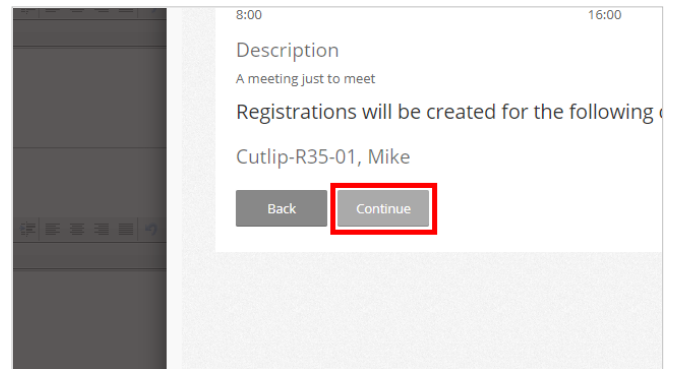 8:00 16:00
Description
A meeting just to meet
Registrations will be created for the following
Cutlip-R35-01, Mike
Back Continue